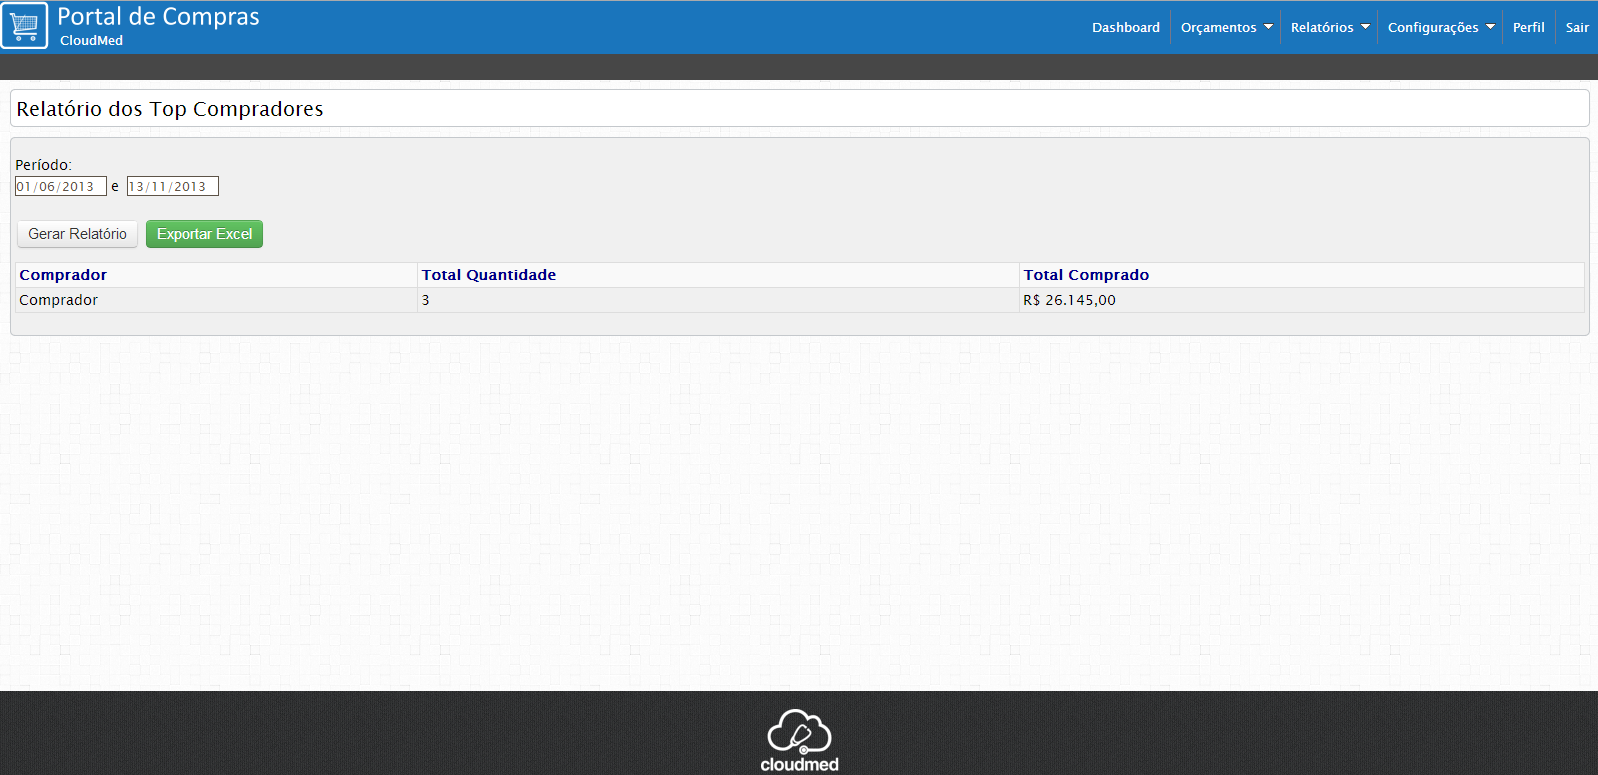 Portal de Compras
CloudMed
Dashboard Orçamentos Relatórios Configurações Perfil Sair
Relatório dos Top Compradores
Período:
01/06/2013 e 13/11/2013
Gerar Relatório Exportar Excel
Comprador Total Quantidade Total Comprado
Comprador 3 R$ 26.145,00
cloudmed